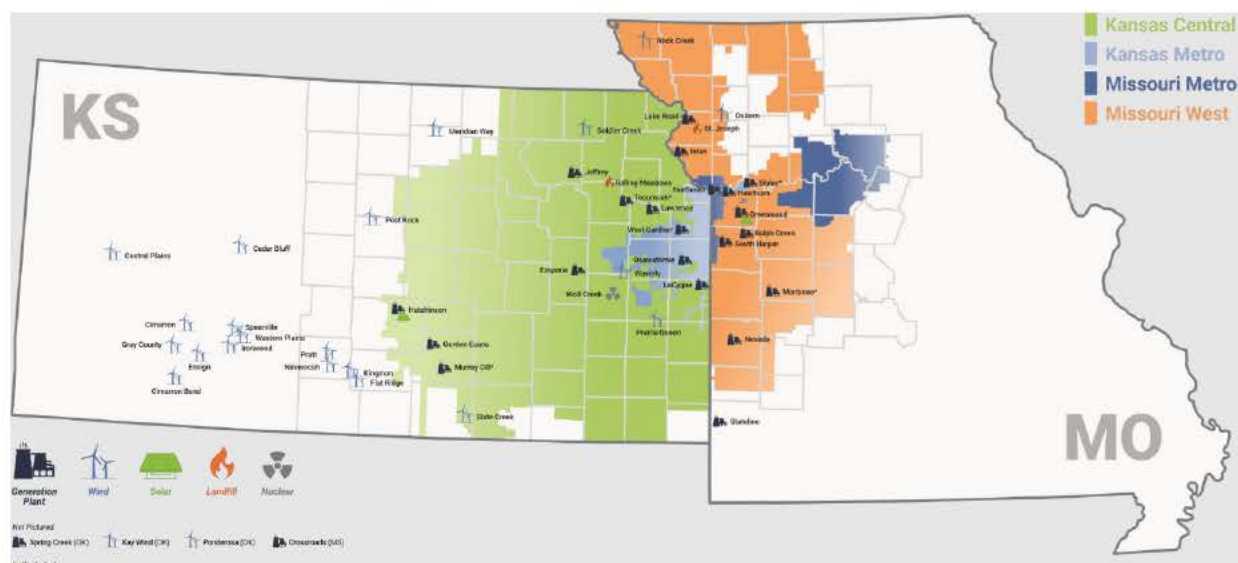 KS
MO
Kansas Central
Kansas Metro
Missouri Metro
Missouri West
Rock Creek
Lake Road
St. Joseph
Osborn
Iatan
Meridian Way
Soldier Creek
Jeffrey
Rolling Meadows
Tecumseh*
Lawrence
Northeast
Hawthorn
Sibley*
Greenwood
Ralph Green
South Harper
West Gardner
Osawatomie
Waverly
LaCygne
Montrose*
Post Rock
Central Plains
Cedar Bluff
Emporia
Wolf Creek
Hutchinson
Prairie Queen
Nevada
Cimarron
Spearville
Western Plains
Ironwood
Gray County
Ensign
Cimarron Bend
Pratt
Ninnescah
Kingman
Flat Ridge
Gordon Evans
Slate Creek
Stateline
Generation
Plant
Wind
Solar
Landfill
Nuclear
Not Pictured
Spring Creek (OK)
Kay Wind (OK)
Ponderosa (OK)
Crossroads (MS)